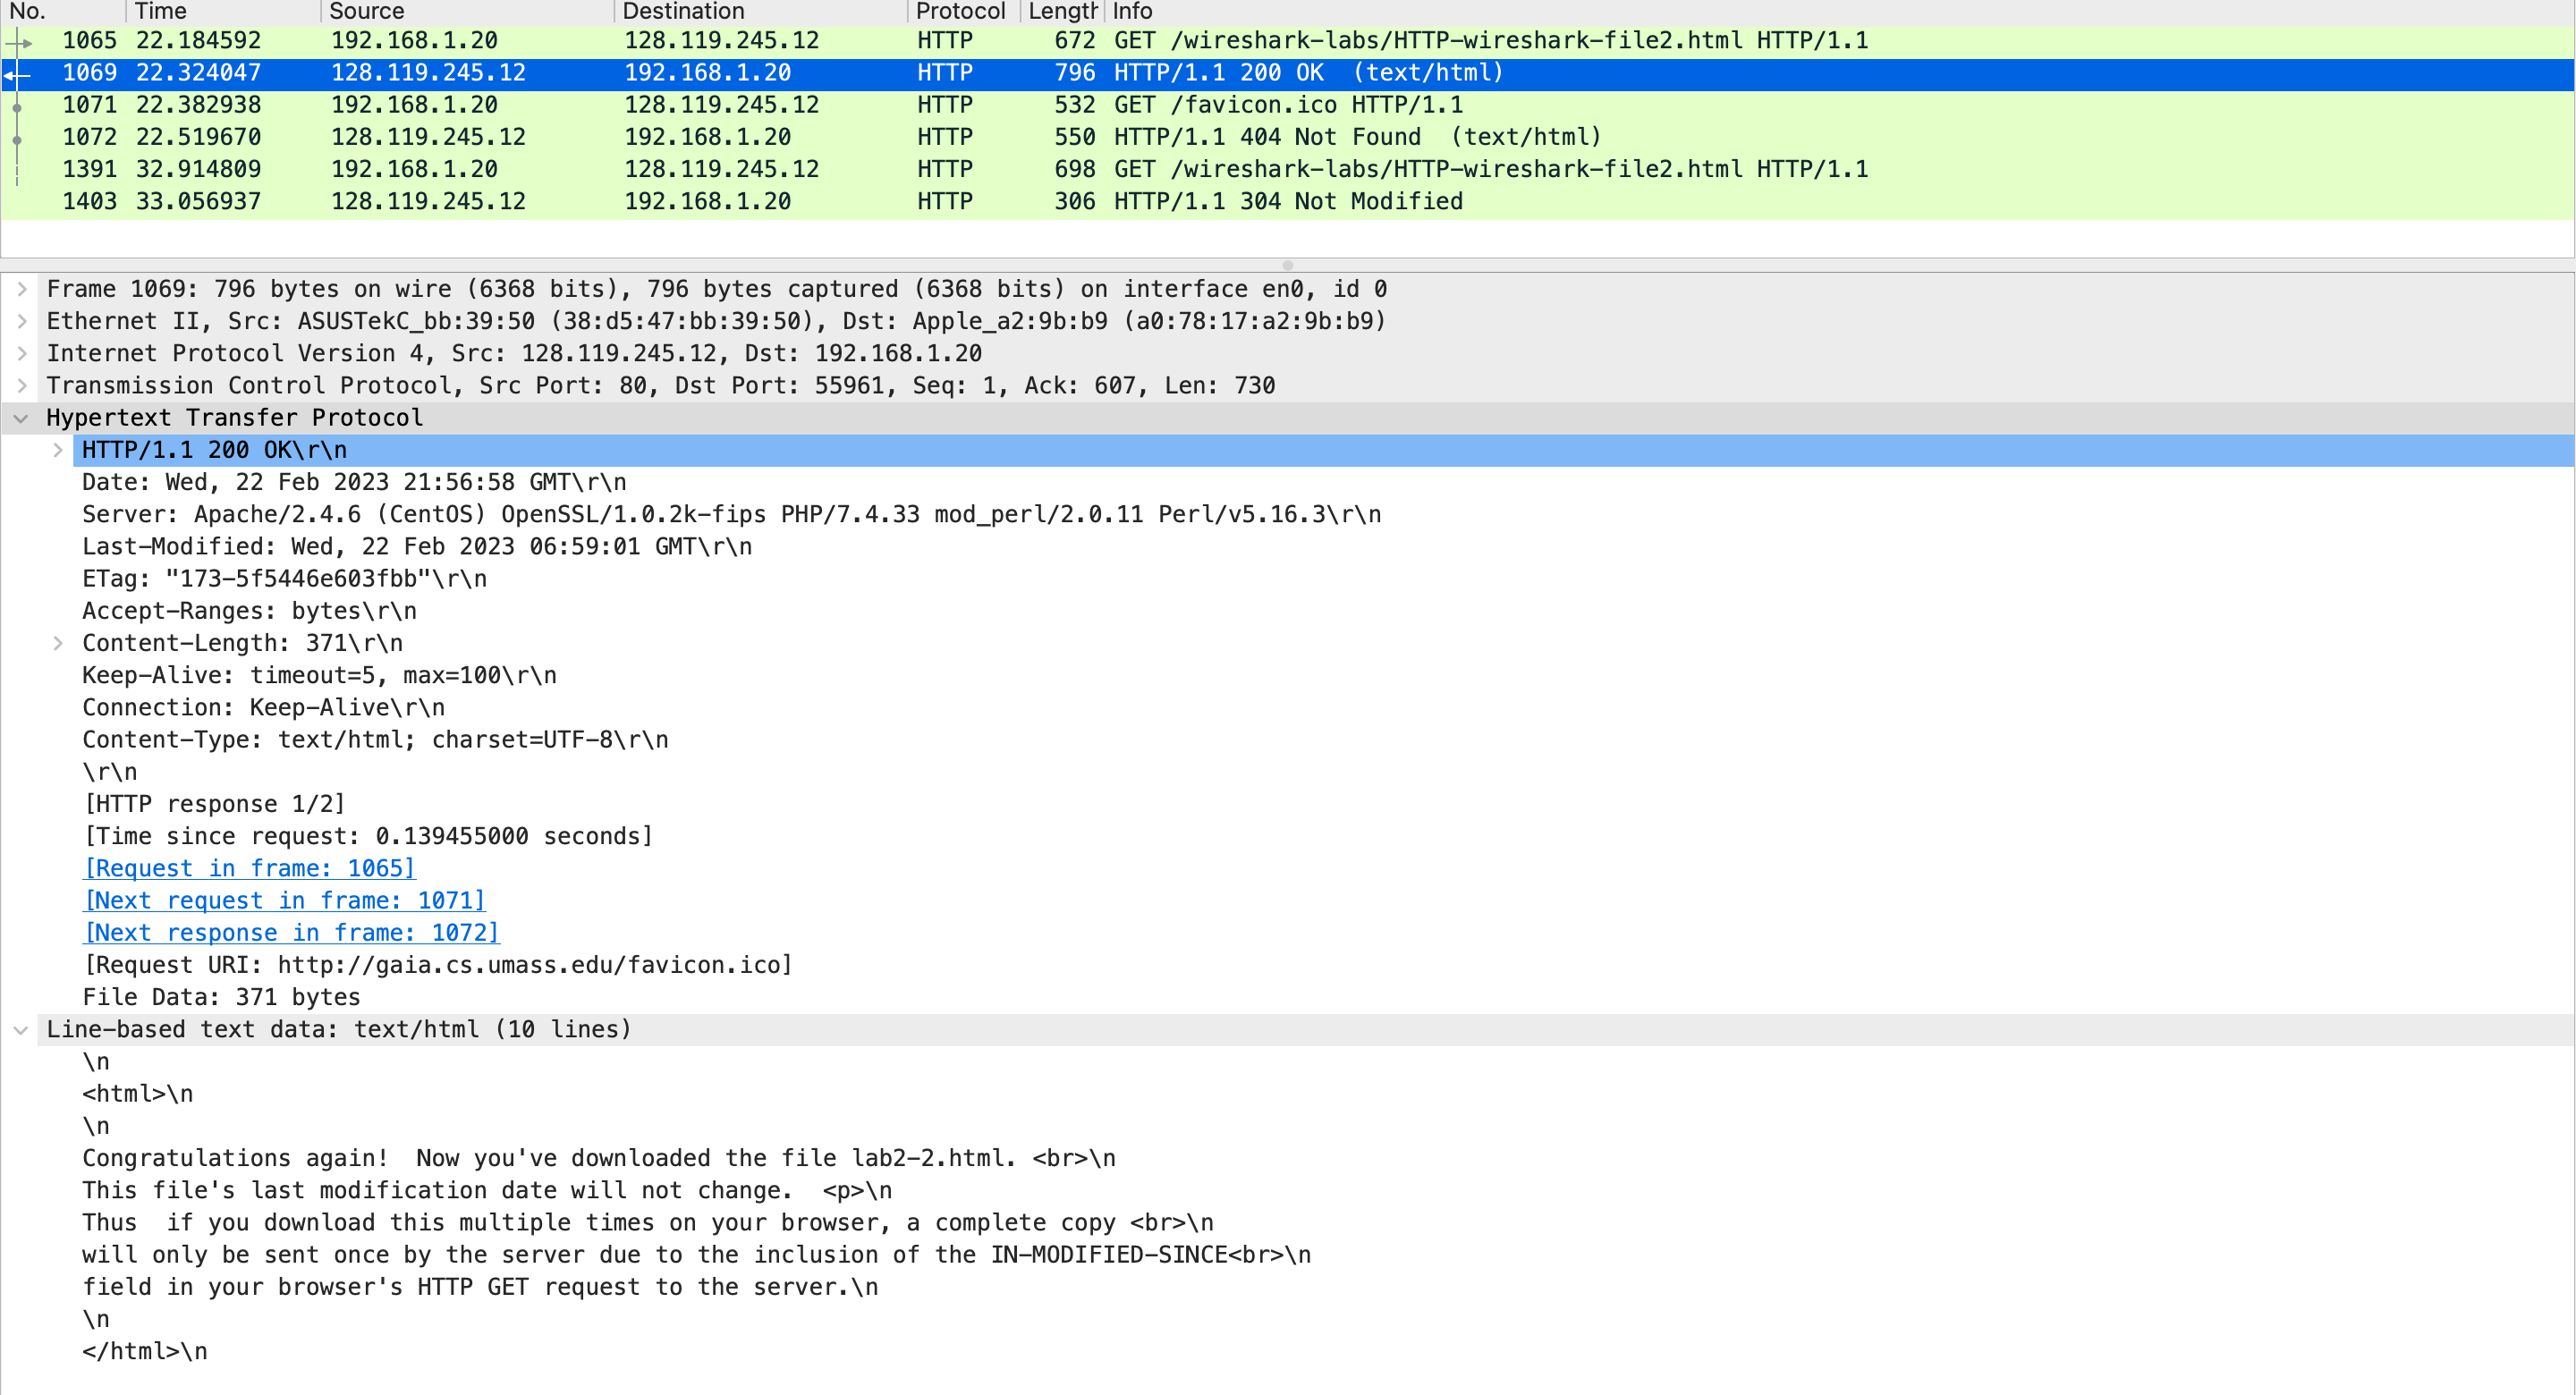 No. Time Source Destination Protocol Length Info
1065 22.184592 192.168.1.20 128.119.245.12 HTTP 672 GET /wireshark-labs/HTTP-wireshark-file2.html HTTP/1.1
1069 22.324047 128.119.245.12 192.168.1.20 HTTP 796 HTTP/1.1 200 OK  (text/html)
1071 22.382938 192.168.1.20 128.119.245.12 HTTP 532 GET /favicon.ico HTTP/1.1
1072 22.519670 128.119.245.12 192.168.1.20 HTTP 550 HTTP/1.1 404 Not Found  (text/html)
1391 32.914809 192.168.1.20 128.119.245.12 HTTP 698 GET /wireshark-labs/HTTP-wireshark-file2.html HTTP/1.1
1403 33.056937 128.119.245.12 192.168.1.20 HTTP 306 HTTP/1.1 304 Not Modified
Frame 1069: 796 bytes on wire (6368 bits), 796 bytes captured (6368 bits) on interface en0, id 0
Ethernet II, Src: ASUSTekC_bb:39:50 (38:d5:47:bb:39:50), Dst: Apple_a2:9b:b9 (a0:78:17:a2:9b:b9)
Internet Protocol Version 4, Src: 128.119.245.12, Dst: 192.168.1.20
Transmission Control Protocol, Src Port: 80, Dst Port: 55961, Seq: 1, Ack: 607, Len: 730
Hypertext Transfer Protocol
HTTP/1.1 200 OK\r\n
Date: Wed, 22 Feb 2023 21:56:58 GMT\r\n
Server: Apache/2.4.6 (CentOS) OpenSSL/1.0.2k-fips PHP/7.4.33 mod_perl/2.0.11 Perl/v5.16.3\r\n
Last-Modified: Wed, 22 Feb 2023 06:59:01 GMT\r\n
ETag: "173-5f5446e603fbb"\r\n
Accept-Ranges: bytes\r\n
Content-Length: 371\r\n
Keep-Alive: timeout=5, max=100\r\n
Connection: Keep-Alive\r\n
Content-Type: text/html; charset=UTF-8\r\n
\r\n
[HTTP response 1/2]
[Time since request: 0.139455000 seconds]
[Request in frame: 1065]
[Next request in frame: 1071]
[Next response in frame: 1072]
[Request URI: http://gaia.cs.umass.edu/favicon.ico]
File Data: 371 bytes
Line-based text data: text/html (10 lines)
\n
<html>\n
\n
Congratulations again!  Now you've downloaded the file lab2-2.html. <br>\n
This file's last modification date will not change.  <p>\n
Thus  if you download this multiple times on your browser, a complete copy <br>\n
will only be sent once by the server due to the inclusion of the IN-MODIFIED-SINCE<br>\n
field in your browser's HTTP GET request to the server.\n
\n
</html>\n